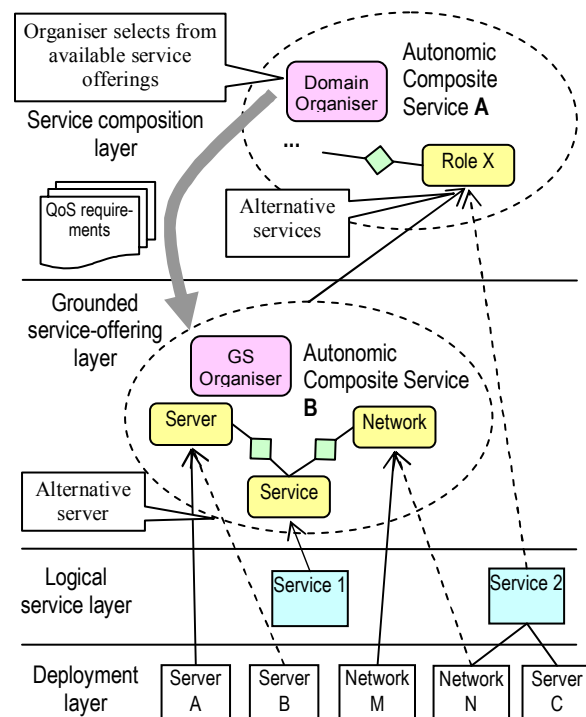 Organiser selects from
available service
offerings
Autonomic
Composite
Service A
Domain
Organiser
Service composition
layer
...
Role X
QoS require-
ments
Alternative
services
Grounded
service-offering
layer
GS
Organiser
Autonomic
Composite Service
B
Server
Network
Service
Alternative
server
Logical
service layer
Service 1
Service 2
Deployment
layer
Server
A
Server
B
Network
M
Network
N
Server
C